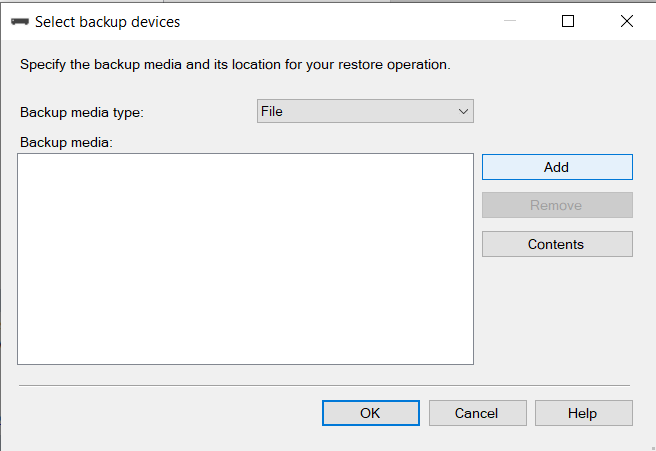 Select backup devices
Specify the backup media and its location for your restore operation.
Backup media type:
File
Backup media:
Add
Remove
Contents
OK
Cancel
Help